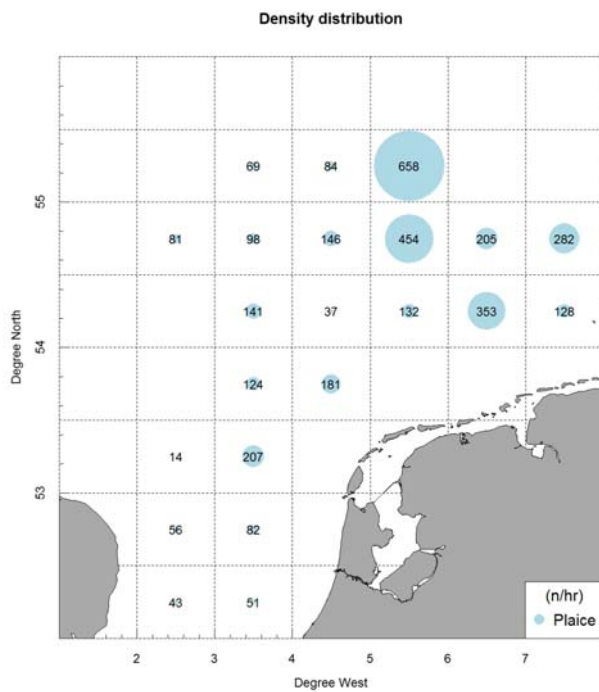 Density distribution
69 84 658
55
81 98 146 454 205 282
141 37 132 353 128
54
124 181
14 207
53
56 82
43 51
(n/hr)
Plaice
2 3 4 5 6 7
Degree West
Degree North